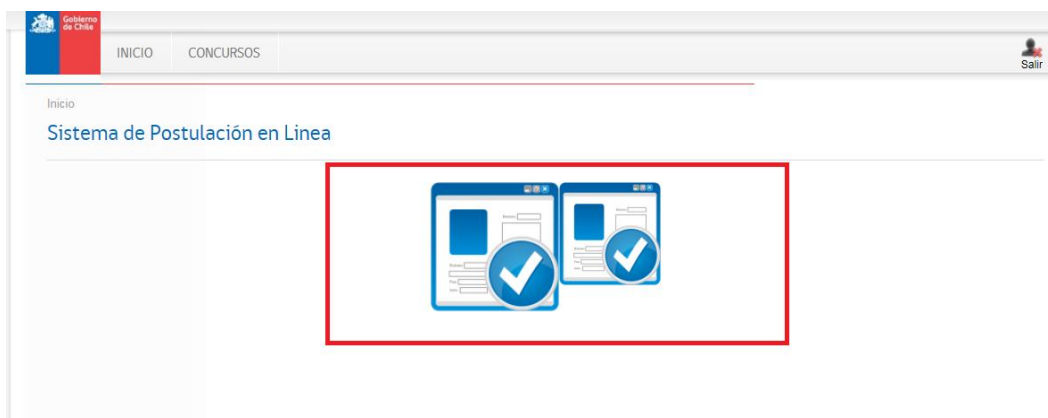 Gobierno
de Chile
INICIO
CONCURSOS
Salir
Inicio
Sistema de Postulación en Linea